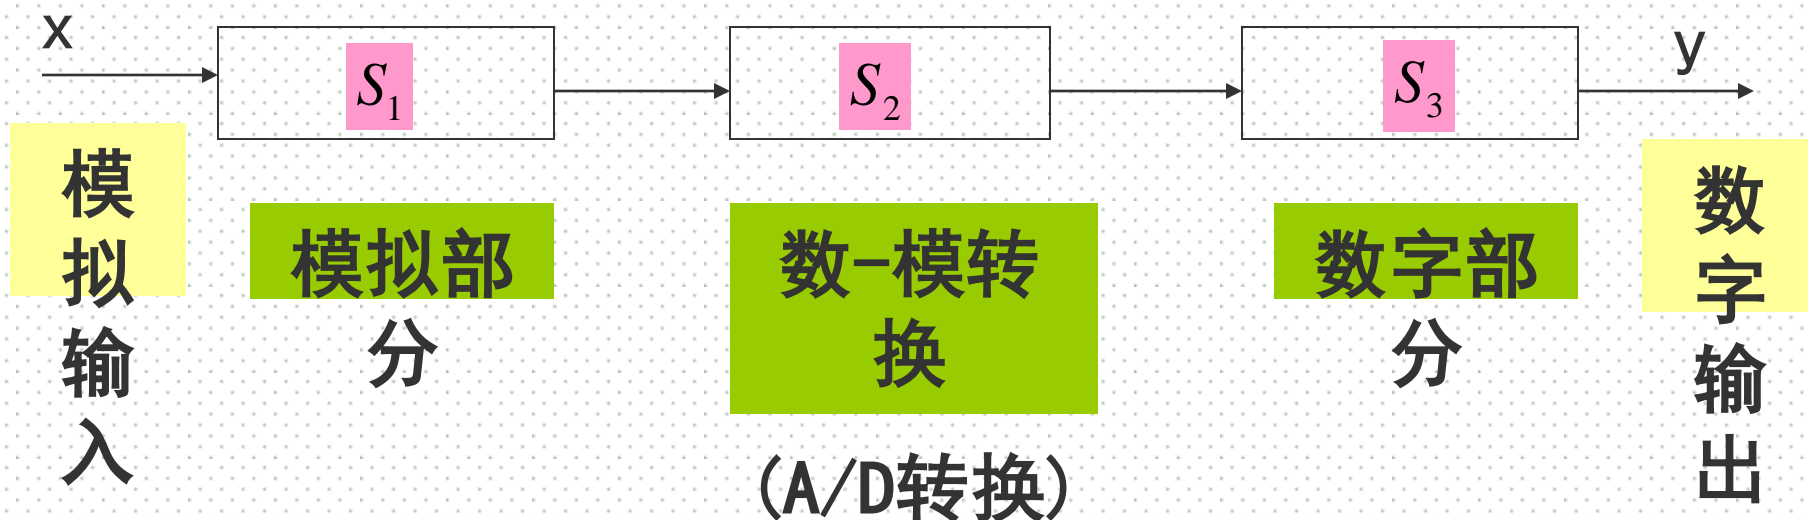 x
S1
S2
S3
y
模
拟
输
入
模拟部
分
数-模转
换
(A/D转换)
数字部
分
数
字
输
出